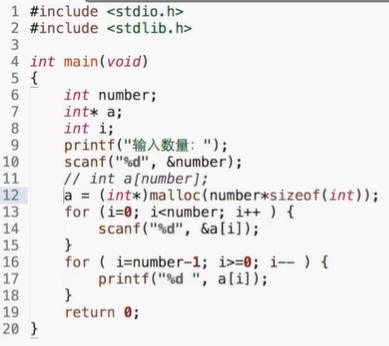 1 #include <stdio.h>
2 #include <stdlib.h>
3
4 int main(void)
5 {
6     int number;
7     int* a;
8     int i;
9     printf("输入数量：");
10     scanf("%d", &number);
11     // int a[number];
12     a = (int*)malloc(number*sizeof(int));
13     for (i=0; i<number; i++ ) {
14         scanf("%d", &a[i]);
15     }
16     for ( i=number-1; i>=0; i-- ) {
17         printf("%d ", a[i]);
18     }
19     return 0;
20 }